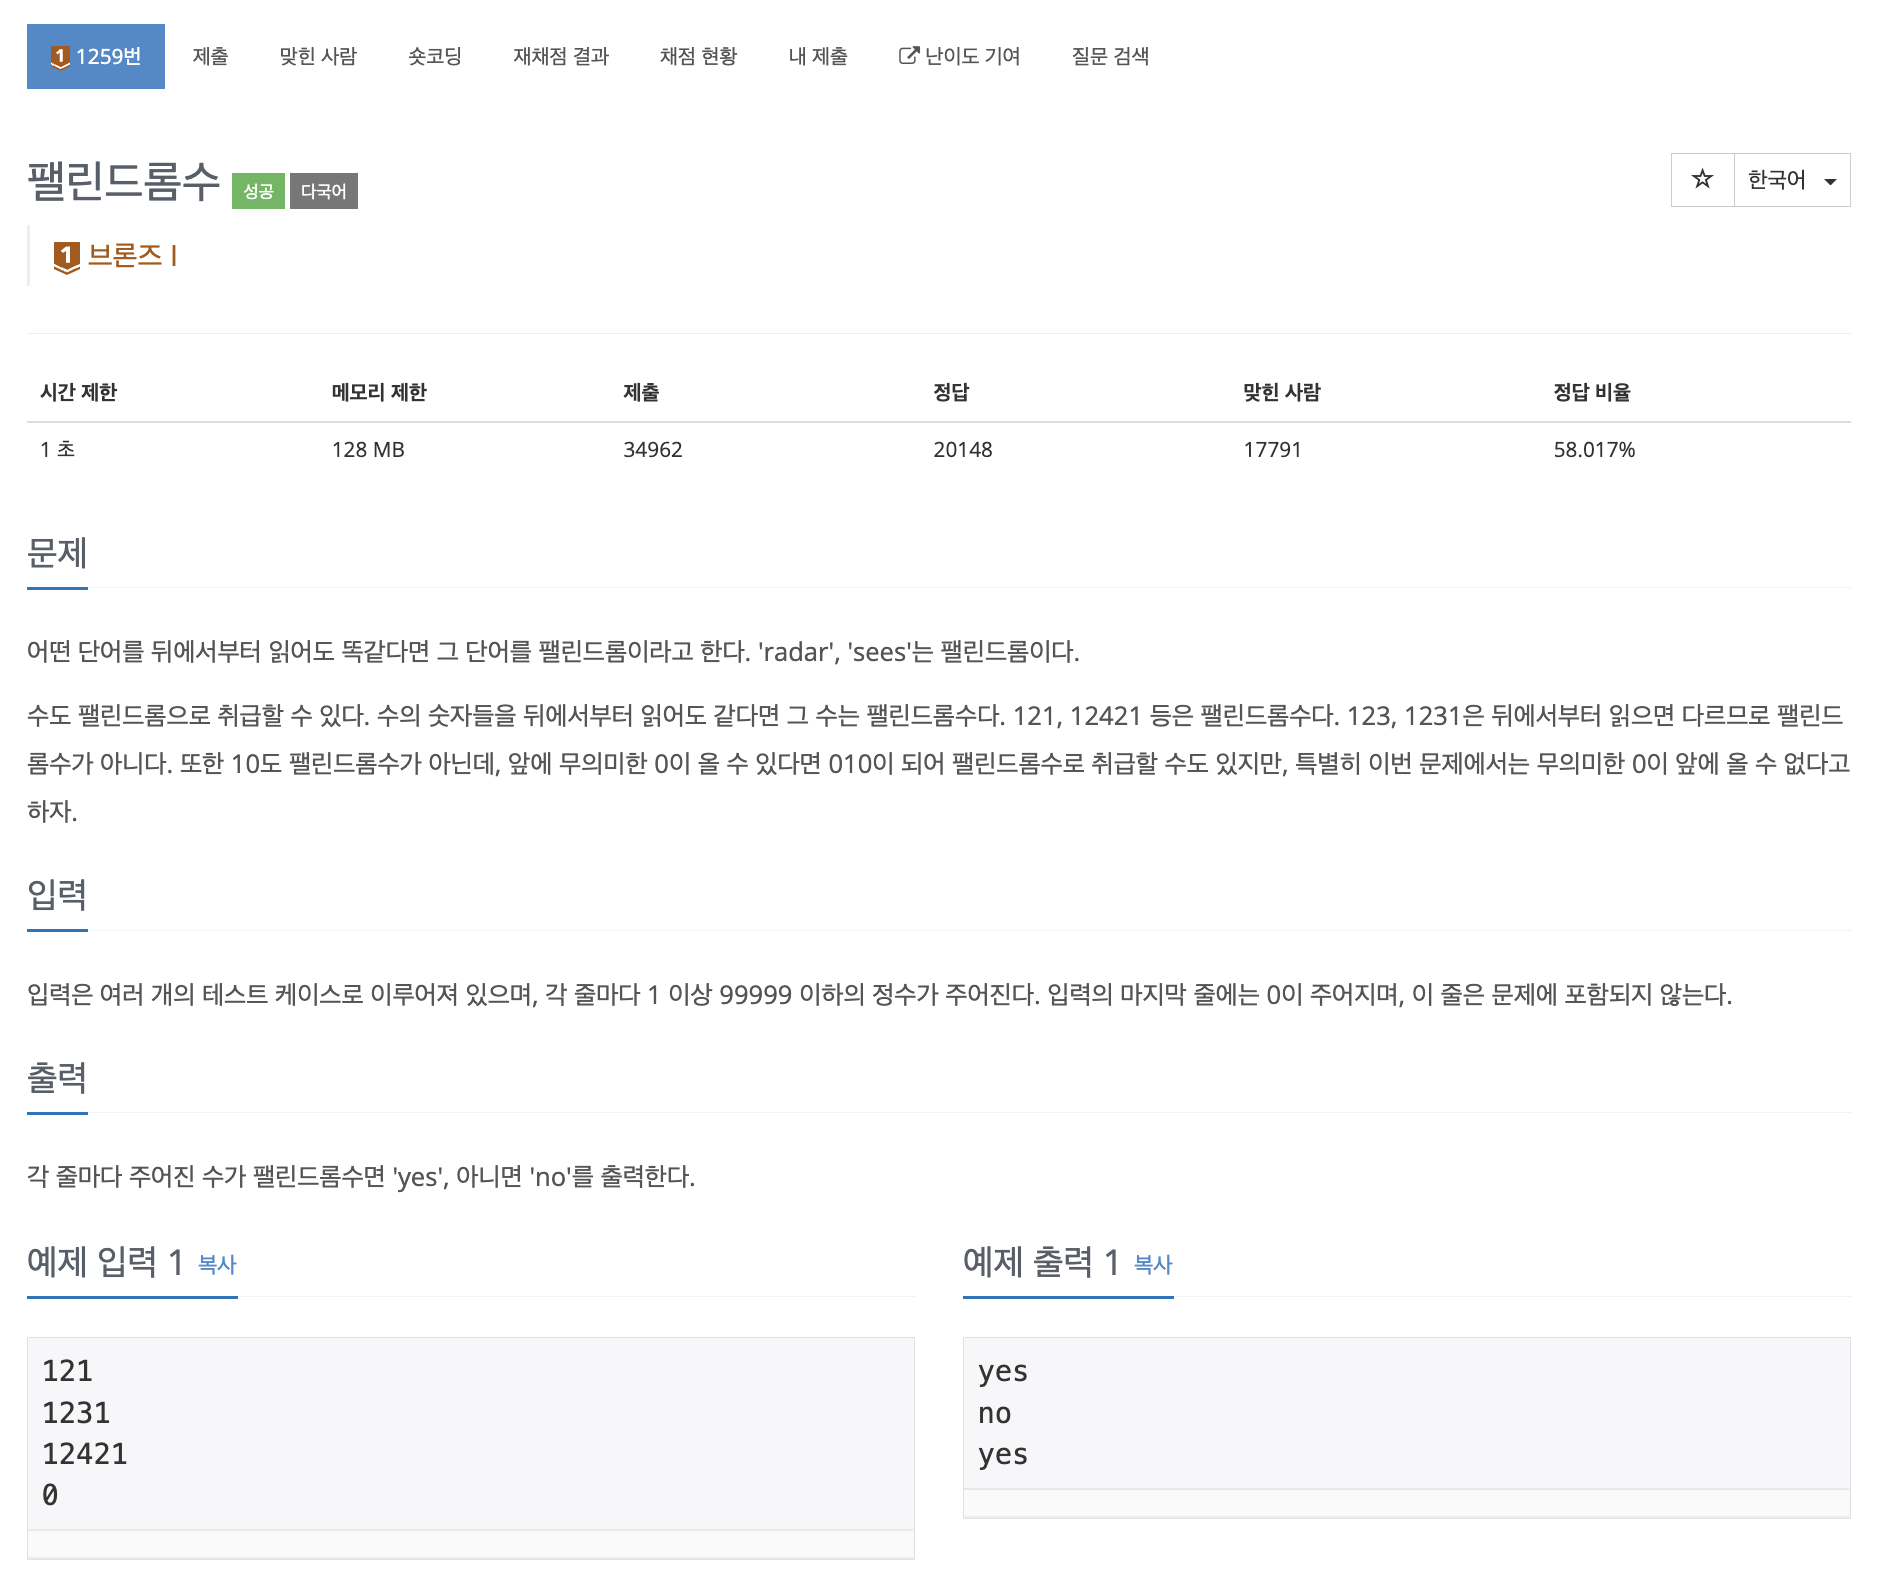 1 1259번 제출 맞힌 사람 숏코딩 재채점 결과 채점 현황 내 제출 난이도 기여 질문 검색
팰린드롬수 성공 다국어
☆ 한국어
1 브론즈 I
시간 제한 메모리 제한 제출 정답 맞힌 사람 정답 비율
1 초 128 MB 34962 20148 17791 58.017%
문제
어떤 단어를 뒤에서부터 읽어도 똑같다면 그 단어를 팰린드롬이라고 한다. 'radar', 'sees'는 팰린드롬이다.
수도 팰린드롬으로 취급할 수 있다. 수의 숫자들을 뒤에서부터 읽어도 같다면 그 수는 팰린드롬수다. 121, 12421 등은 팰린드롬수다. 123, 1231은 뒤에서부터 읽으면 다르므로 팰린드
롬수가 아니다. 또한 10도 팰린드롬수가 아닌데, 앞에 무의미한 0이 올 수 있다면 010이 되어 팰린드롬수로 취급할 수도 있지만, 특별히 이번 문제에서는 무의미한 0이 앞에 올 수 없다고
하자.
입력
입력은 여러 개의 테스트 케이스로 이루어져 있으며, 각 줄마다 1 이상 99999 이하의 정수가 주어진다. 입력의 마지막 줄에는 0이 주어지며, 이 줄은 문제에 포함되지 않는다.
출력
각 줄마다 주어진 수가 팰린드롬수면 'yes', 아니면 'no'를 출력한다.
예제 입력 1 복사
121
1231
12421
0
예제 출력 1 복사
yes
no
yes